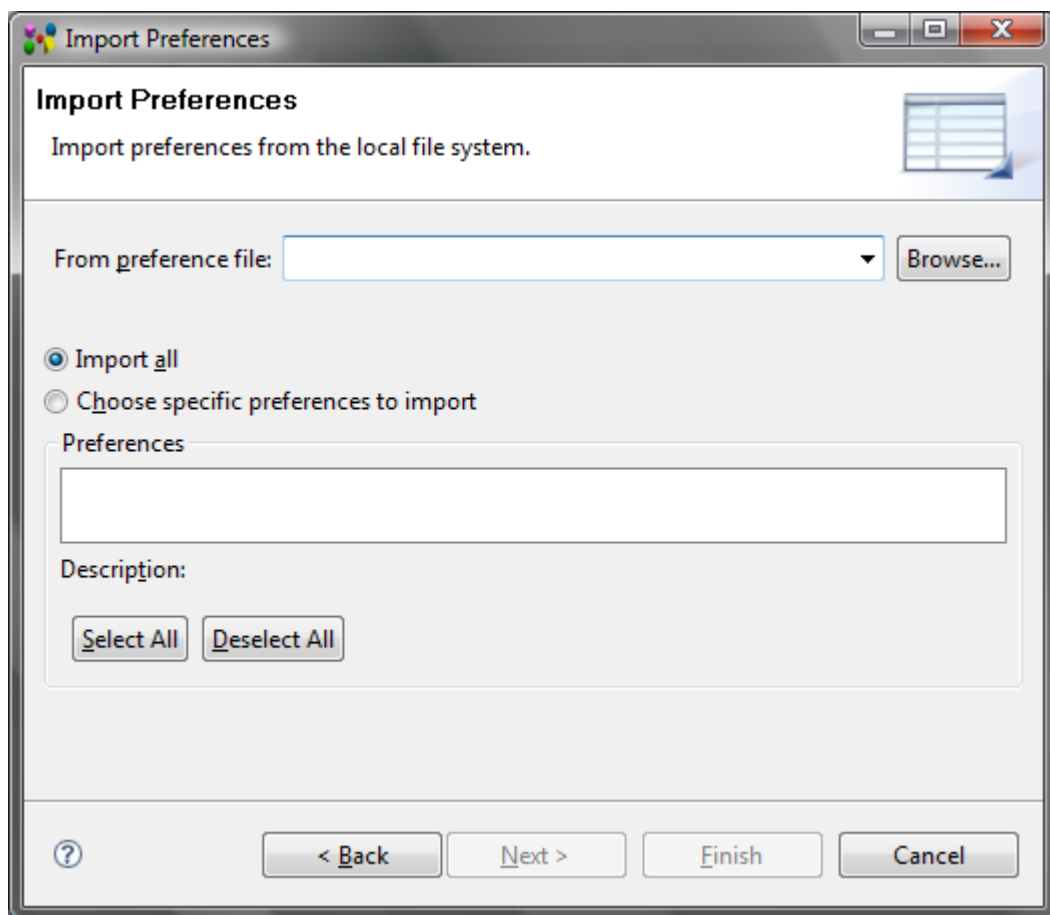 Import Preferences
Import Preferences
Import preferences from the local file system.
From preference file: Browse...
Import all
Choose specific preferences to import
Preferences
Description:
Select All Deselect All
? < Back Next > Finish Cancel